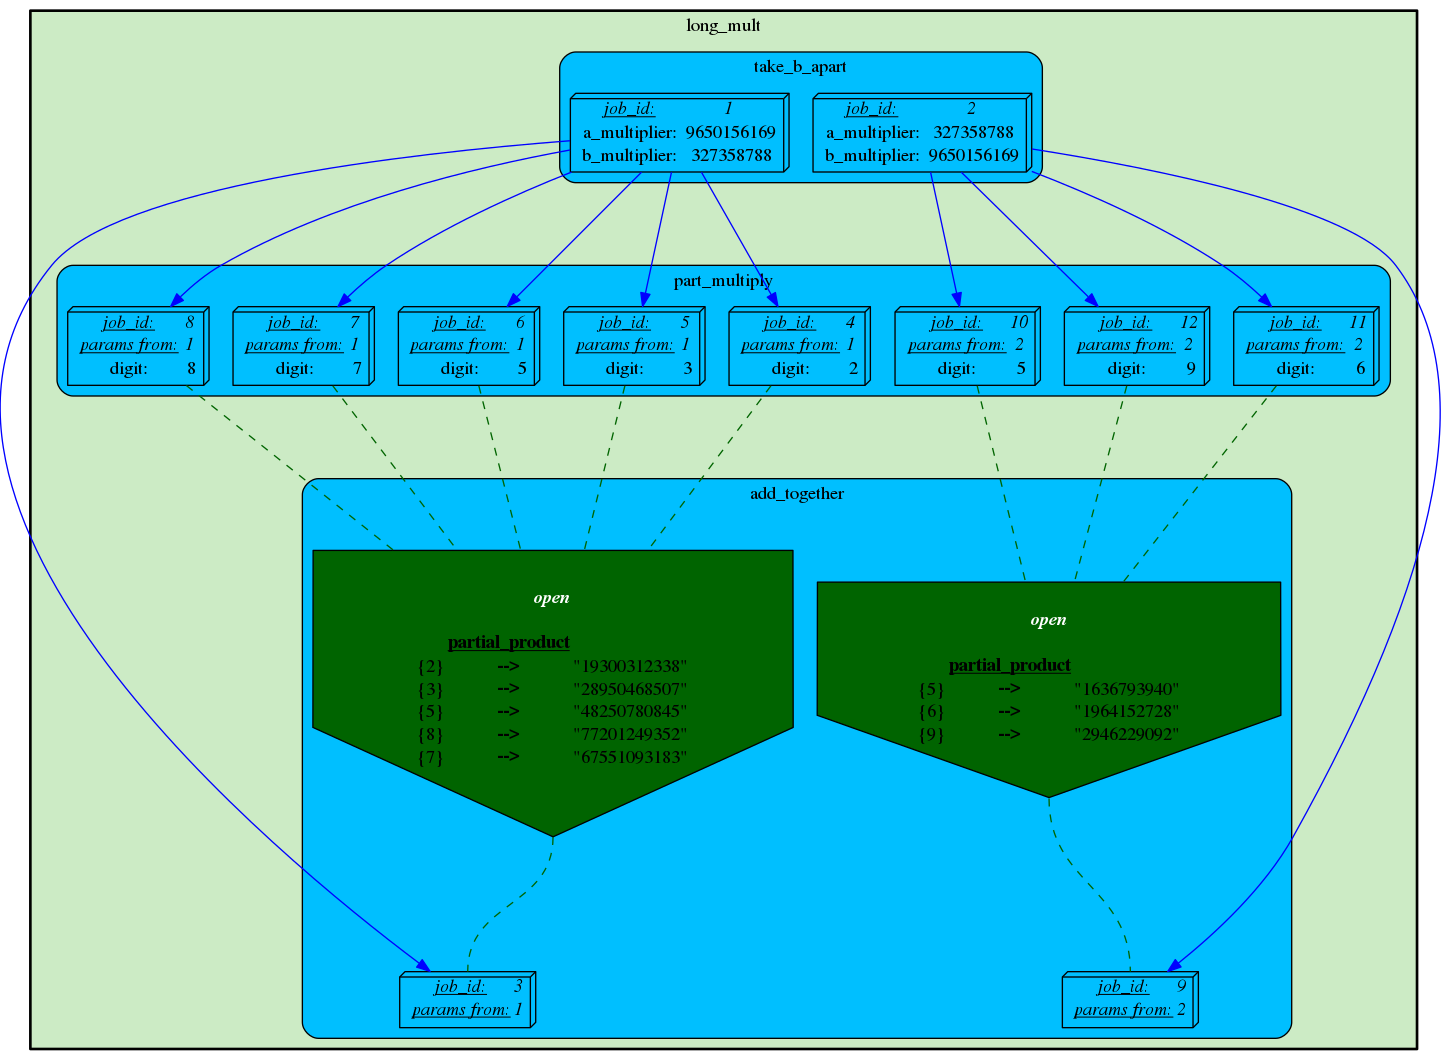 long_mult
take_b_apart
job_id: 1
a_multiplier: 9650156169
b_multiplier: 327358788
job_id: 2
a_multiplier: 327358788
b_multiplier: 9650156169
part_multiply
job_id: 8
params from: 1
digit: 8
job_id: 7
params from: 1
digit: 7
job_id: 6
params from: 1
digit: 5
job_id: 5
params from: 1
digit: 3
job_id: 4
params from: 1
digit: 2
job_id: 10
params from: 2
digit: 5
job_id: 12
params from: 2
digit: 9
job_id: 11
params from: 2
digit: 6
add_together
open
partial_product
{2} --> "19300312338"
{3} --> "28950468507"
{5} --> "48250780845"
{8} --> "77201249352"
{7} --> "67551093183"
open
partial_product
{5} --> "1636793940"
{6} --> "1964152728"
{9} --> "2946229092"
job_id: 3
params from: 1
job_id: 9
params from: 2